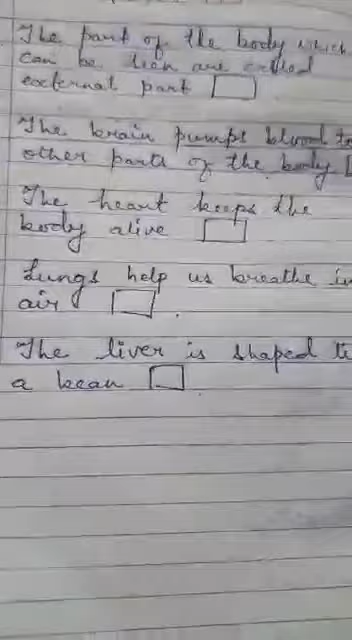 The part of the body which
can be seen are called
external part
The brain pumps blood to
other parts of the body
The heart keeps the
body alive
Lungs help us breathe in
air
The liver is shaped
a bean